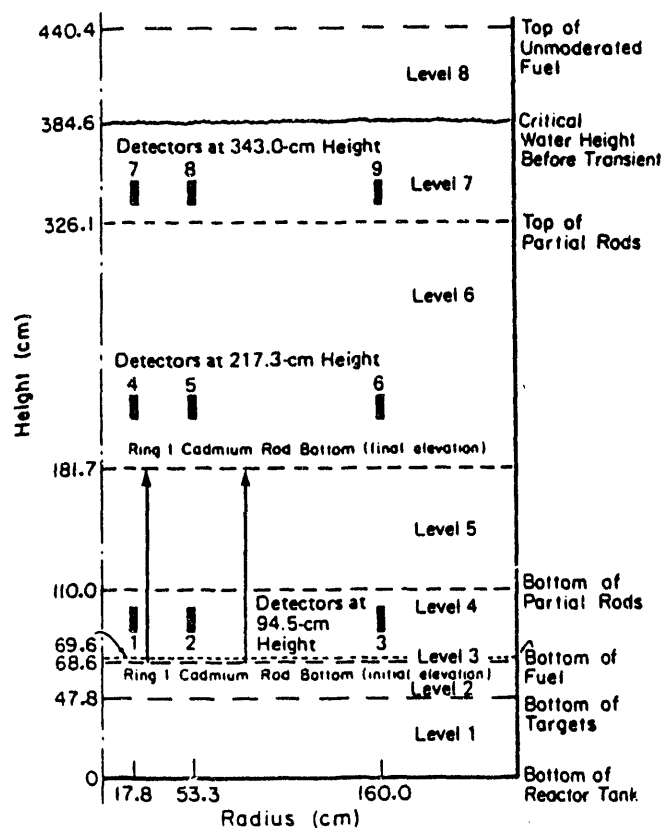 440.4
Top of
Unmoderated
Fuel
Level 8
384.6
Critical
Water Height
Before Transient
Detectors at 343.0-cm Height
7 8 9
Level 7
326.1
Top of
Partial Rods
Level 6
Height (cm)
Detectors at 217.3-cm Height
4 5 6
Ring 1 Cadmium Rod Bottom (final elevation)
181.7
Level 5
110.0
Bottom of
Partial Rods
Level 4
Detectors at
94.5-cm
Height
1 2 3
69.6
Level 3
68.6
Bottom of
Fuel
Ring 1 Cadmium Rod Bottom (initial elevation)
Level 2
47.8
Bottom of
Targets
Level 1
0
Bottom of
Reactor Tank
17.8 53.3 160.0
Radius (cm)